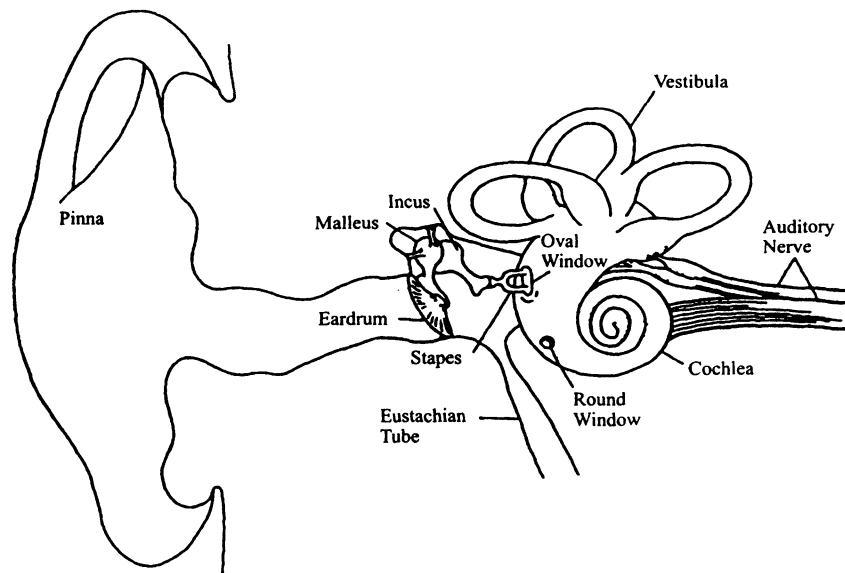 Vestibula
Pinna
Incus
Malleus
Oval
Window
Auditory
Nerve
Eardrum
Stapes
Cochlea
Round
Window
Eustachian
Tube